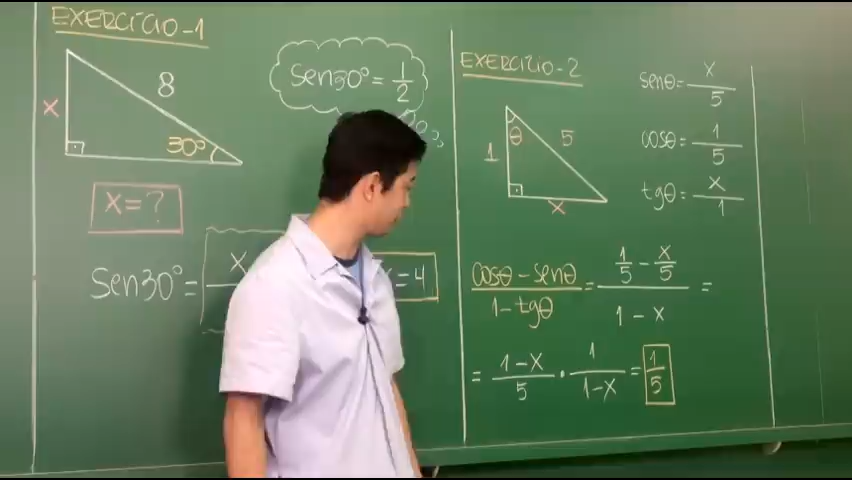 EXERCÍCIO-1
8
x
30°
x=?
sen30° = 1/2
sen30° = x
x=4
EXERCÍCIO-2
θ
5
1
x
senθ = x/5
cosθ = 1/5
tgθ = x/1
cosθ - senθ / 1 - tgθ = 1/5 - x/5 / 1 - x =
= 1-x/5 · 1/1-x = 1/5